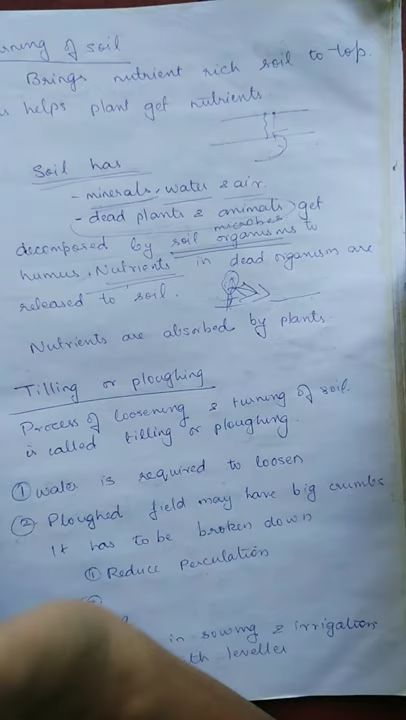 urning of soil
Brings nutrient rich soil to top.
helps plant get nutrients
Soil has
- minerals, water & air.
- dead plants & animals get
microbes
decomposed by soil organisms to
humus. Nutrients in dead organism are
released to soil.
Nutrients are absorbed by plants.
Tilling or ploughing
Process of loosening & turning of soil
is called tilling or ploughing.
① Water is required to loosen
② Ploughed field may have big crumbs
It has to be broken down
① Reduce perculation
②
in sowing & irrigation
leveller